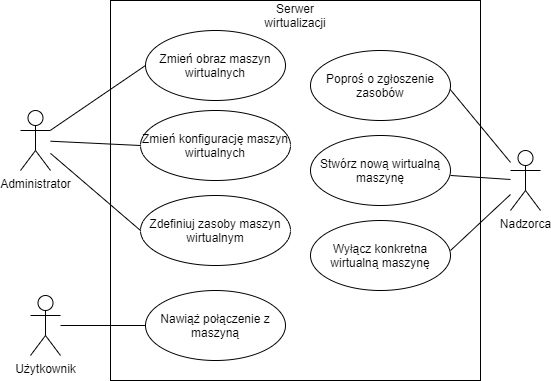 Serwer
wirtualizacji
Zmień obraz maszyn
wirtualnych
Zmień konfigurację maszyn
wirtualnych
Zdefiniuj zasoby maszyn
wirtualnym
Nawiąż połączenie z
maszyną
Poproś o zgłoszenie
zasobów
Stwórz nową wirtualną
maszynę
Wyłącz konkretna
wirtualną maszynę
Administrator
Użytkownik
Nadzorca